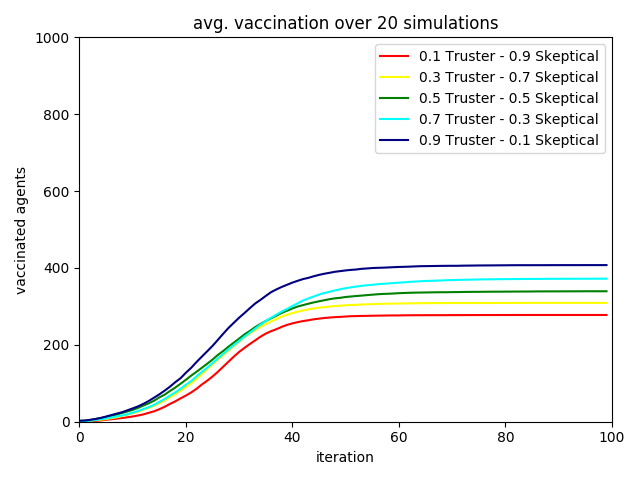 avg. vaccination over 20 simulations
1000
800
600
400
200
0
vaccinated agents
0.1 Truster - 0.9 Skeptical
0.3 Truster - 0.7 Skeptical
0.5 Truster - 0.5 Skeptical
0.7 Truster - 0.3 Skeptical
0.9 Truster - 0.1 Skeptical
0 20 40 60 80 100
iteration